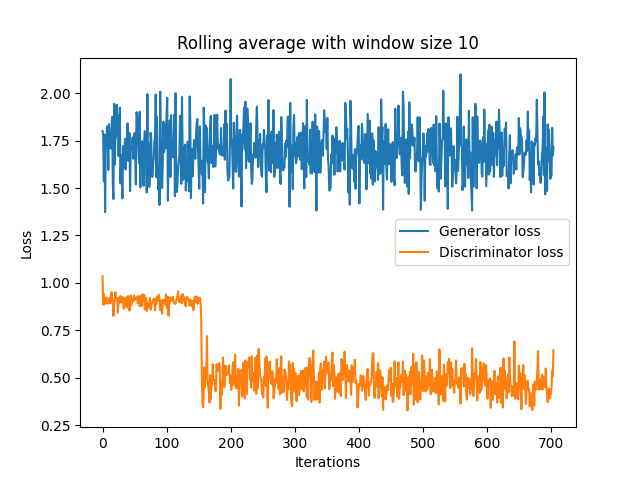 Rolling average with window size 10
2.00
1.75
1.50
1.25
1.00
0.75
0.50
0.25
Loss
Generator loss
Discriminator loss
0 100 200 300 400 500 600 700
Iterations